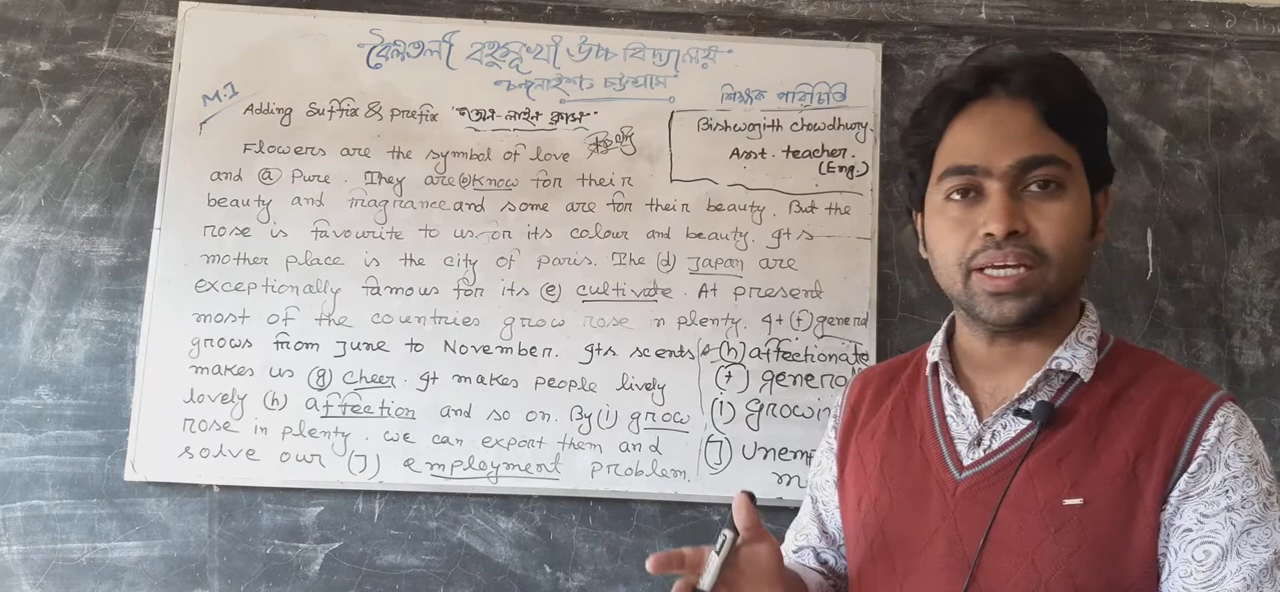 বৈলতলী বহুমুখী উচ্চ বিদ্যালয়
চন্দনাইশ, চট্টগ্রাম
M.1
Adding Suffix & prefix "অন-লাইন ক্লাস"
শিক্ষক পরিচিতি
Bishwagith chowdhury.
Asst. teacher.
(Eng.)
Flowers are the symbol of love
and (a) pure. They are (b) know for their
beauty and fragrance and some are for their beauty. But the
rose is favourite to us for its colour and beauty. Its
mother place is the city of paris. The (d) Japan are
exceptionally famous for its (e) cultivate. At present
most of the countries grow rose n plenty. It (f) general
grows from June to November. Its scents
makes us (g) cheer. It makes people lively
lovely (h) affection and so on. By (i) grow
rose in plenty. we can export them and
solve our (J) employment problem.
(h) affectionate
(f) general
(i) growin
(J) unemp
m